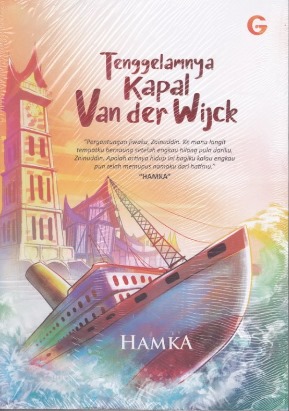 G
Tenggelamnya
Kapal
Van der Wijck
"Pergantungan jiwaku, Zainuddin. Ke mana langit
tempatku bernaung setelah engkau hilang pula dariku,
Zainuddin. Apalah artinya hidup ini bagiku kalau engkau
pun telah memupus namaku dari hatimu."
"HAMKA"
HAMKA